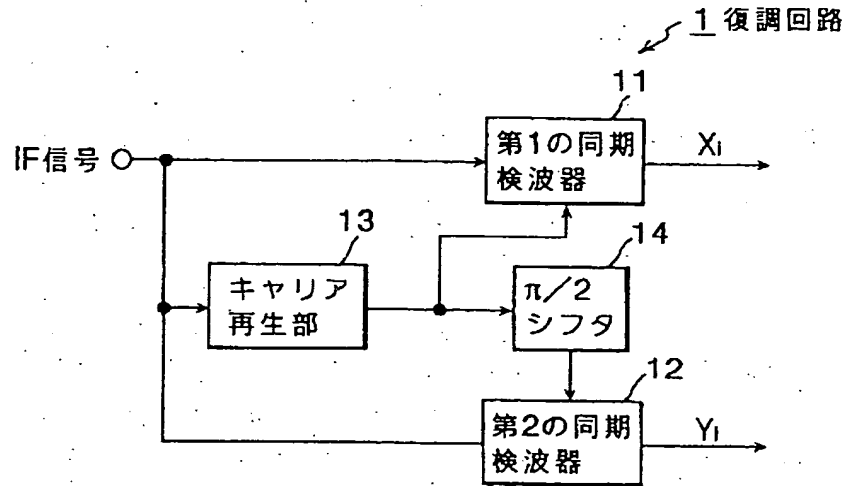 1 復調回路
11
第1の同期
検波器
XI
IF信号
13
キャリア
再生部
14
π/2
シフタ
12
第2の同期
検波器
YI